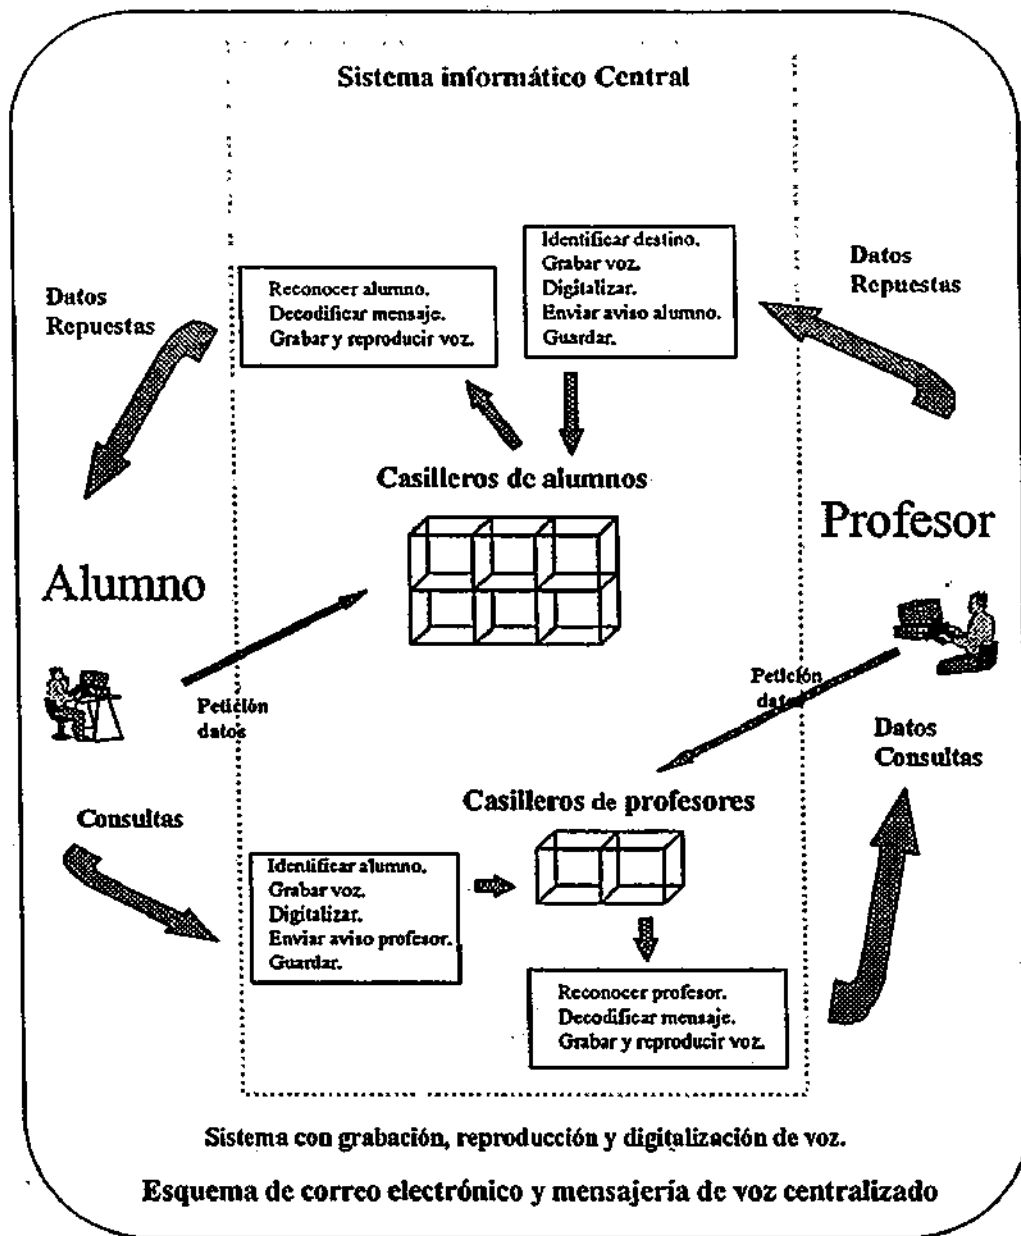 Sistema informático Central
Identificar destino.
Grabar voz.
Digitalizar.
Enviar aviso alumno.
Guardar.
Datos
Repuestas
Reconocer alumno.
Decodificar mensaje.
Grabar y reproducir voz.
Datos
Repuestas
Casilleros de alumnos
Profesor
Alumno
Petición
datos
Petición
datos
Datos
Consultas
Casilleros de profesores
Consultas
Identificar alumno.
Grabar voz.
Digitalizar.
Enviar aviso profesor.
Guardar.
Reconocer profesor.
Decodificar mensaje.
Grabar y reproducir voz.
Sistema con grabación, reproducción y digitalización de voz.
Esquema de correo electrónico y mensajería de voz centralizado